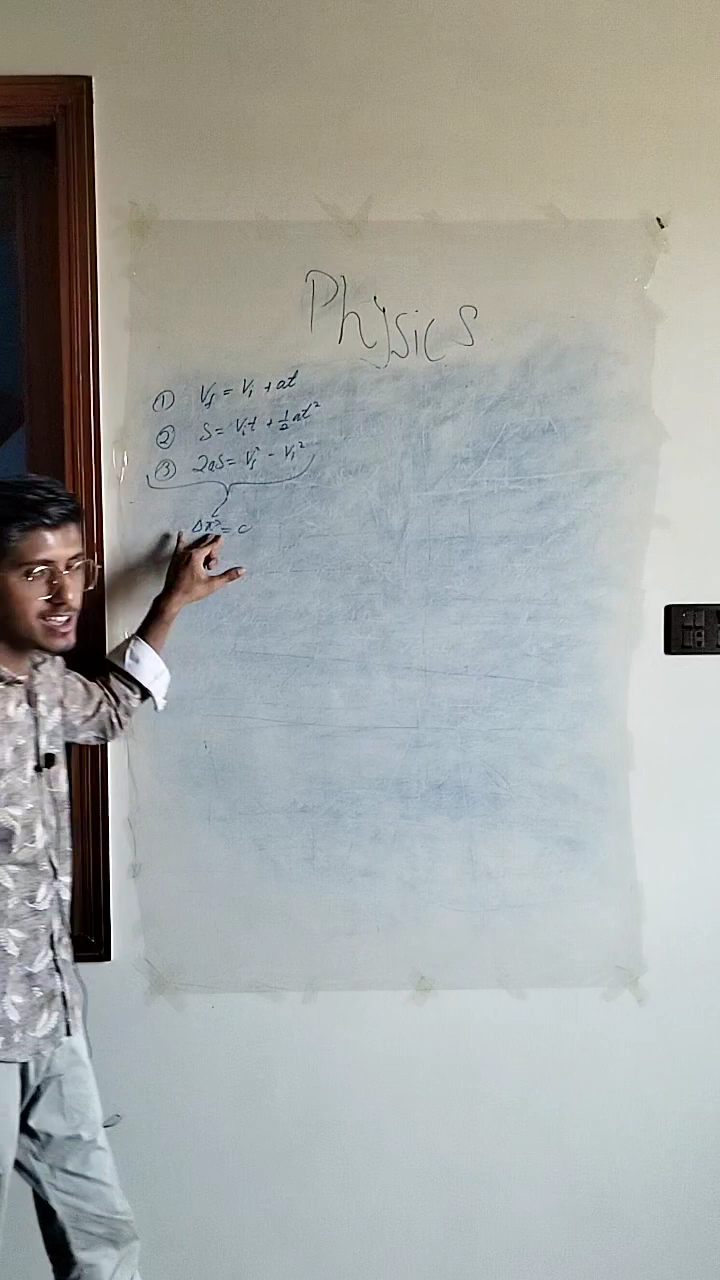 Physics
① Vf = Vi + at
② S = Vit + ½at²
③ 2aS = Vf² - Vi²
= c